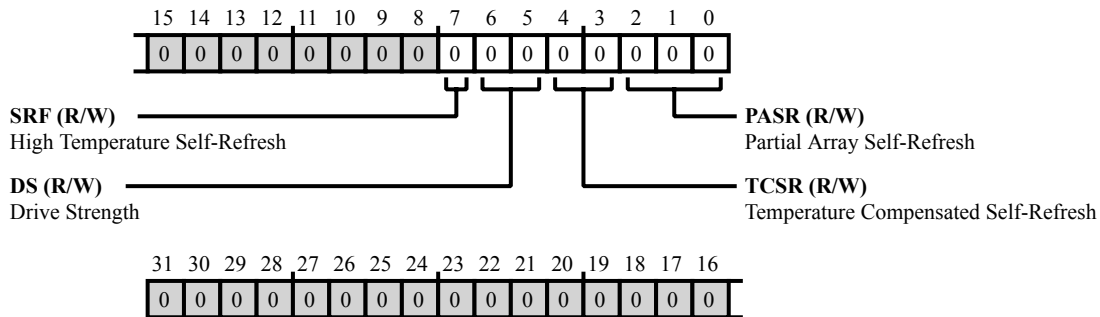 15 14 13 12 11 10 9 8 7 6 5 4 3 2 1 0
0 0 0 0 0 0 0 0 0 0 0 0 0 0 0 0
SRF (R/W)
High Temperature Self-Refresh
PASR (R/W)
Partial Array Self-Refresh
DS (R/W)
Drive Strength
TCSR (R/W)
Temperature Compensated Self-Refresh
31 30 29 28 27 26 25 24 23 22 21 20 19 18 17 16
0 0 0 0 0 0 0 0 0 0 0 0 0 0 0 0